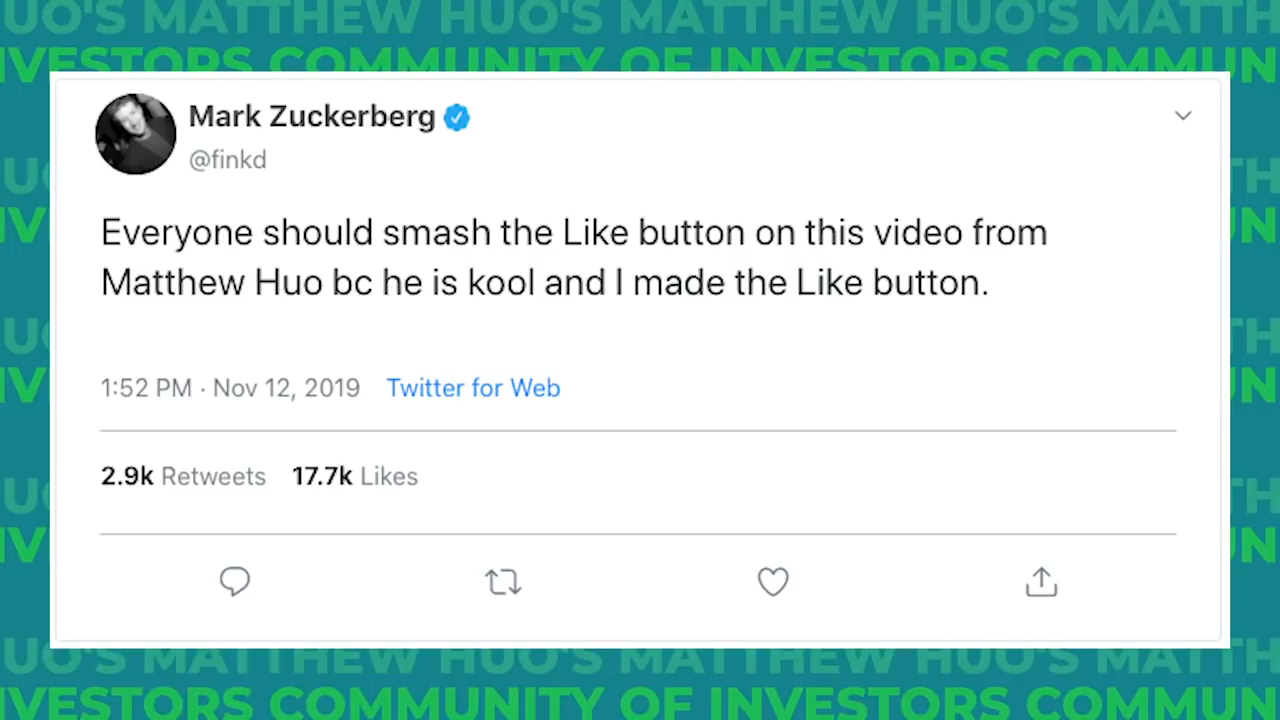 UO'S MATTHEW HUO'S MATTHEW HUO'S MATTH
IVESTORS COMMUNITY OF INVESTORS COMMUN
Mark Zuckerberg
@finkd
Everyone should smash the Like button on this video from
Matthew Huo bc he is kool and I made the Like button.
1:52 PM · Nov 12, 2019 Twitter for Web
2.9k Retweets 17.7k Likes
UO'S MATTHEW HUO'S MATTHEW HUO'S MATTH
NVESTORS COMMUNITY OF INVESTORS COMMUN